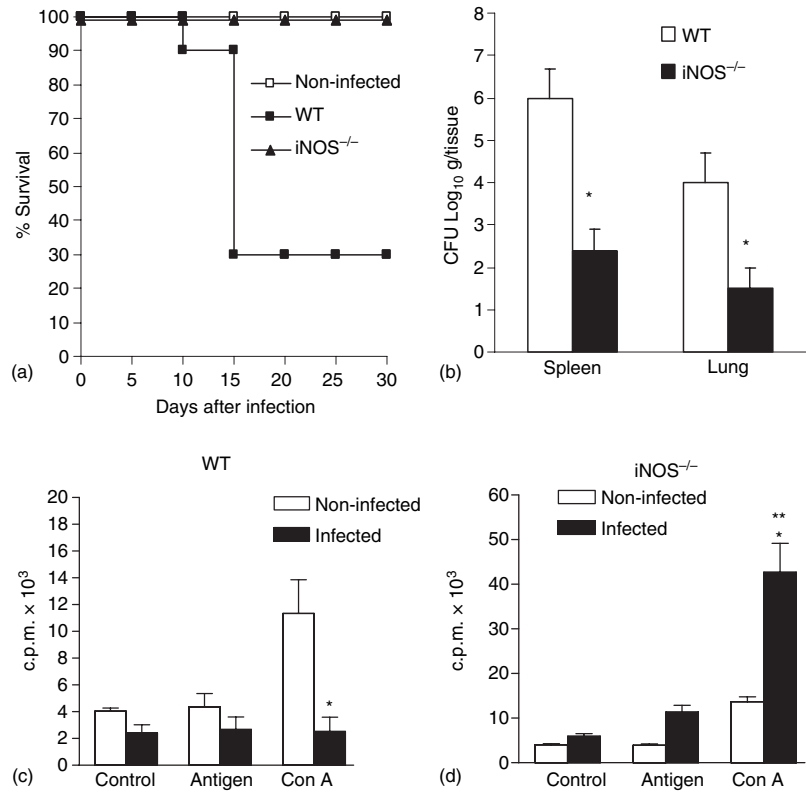 100
90
80
70
60
50
40
30
20
10
0
% Survival
Non-infected
WT
iNOS−/−
0 5 10 15 20 25 30
Days after infection
(a)
8
7
6
5
4
3
2
1
0
CFU Log10 g/tissue
WT
iNOS−/−
*
*
Spleen Lung
(b)
WT
20
18
16
14
12
10
8
6
4
2
0
c.p.m. × 10³
Non-infected
Infected
*
Control Antigen Con A
(c)
iNOS−/−
60
50
40
30
20
10
0
c.p.m. × 10³
Non-infected
Infected
**
*
Control Antigen Con A
(d)